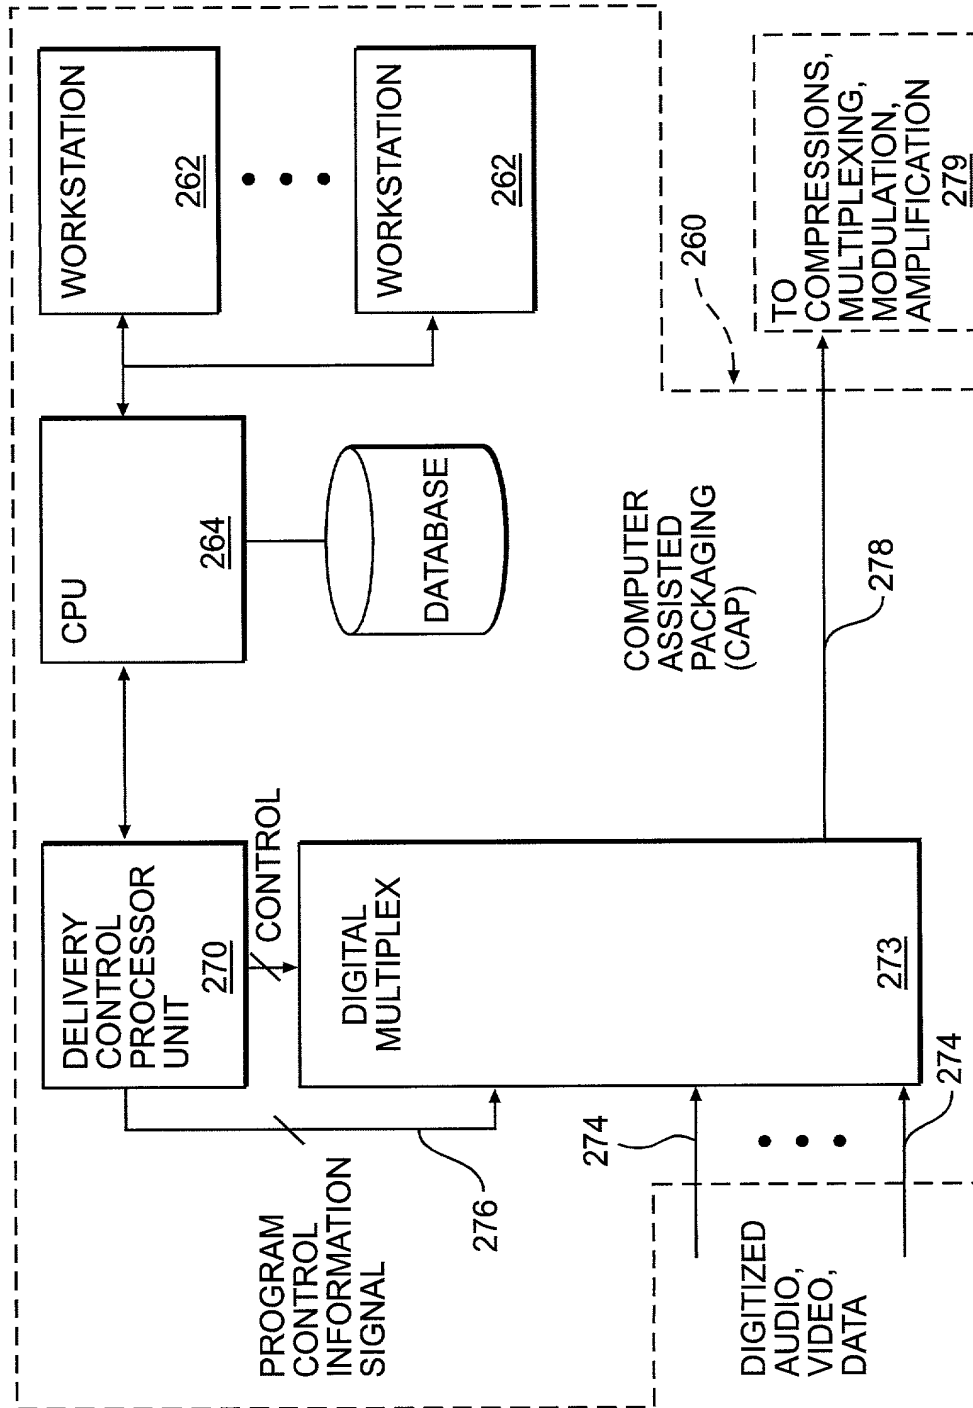 PROGRAM
CONTROL
INFORMATION
SIGNAL
276
DELIVERY
CONTROL
PROCESSOR
UNIT
270
CONTROL
CPU
264
DATABASE
WORKSTATION
262
WORKSTATION
262
DIGITIZED
AUDIO,
VIDEO,
DATA
274
274
DIGITAL
MULTIPLEX
273
COMPUTER
ASSISTED
PACKAGING
(CAP)
278
260
TO
COMPRESSIONS,
MULTIPLEXING,
MODULATION,
AMPLIFICATION
279